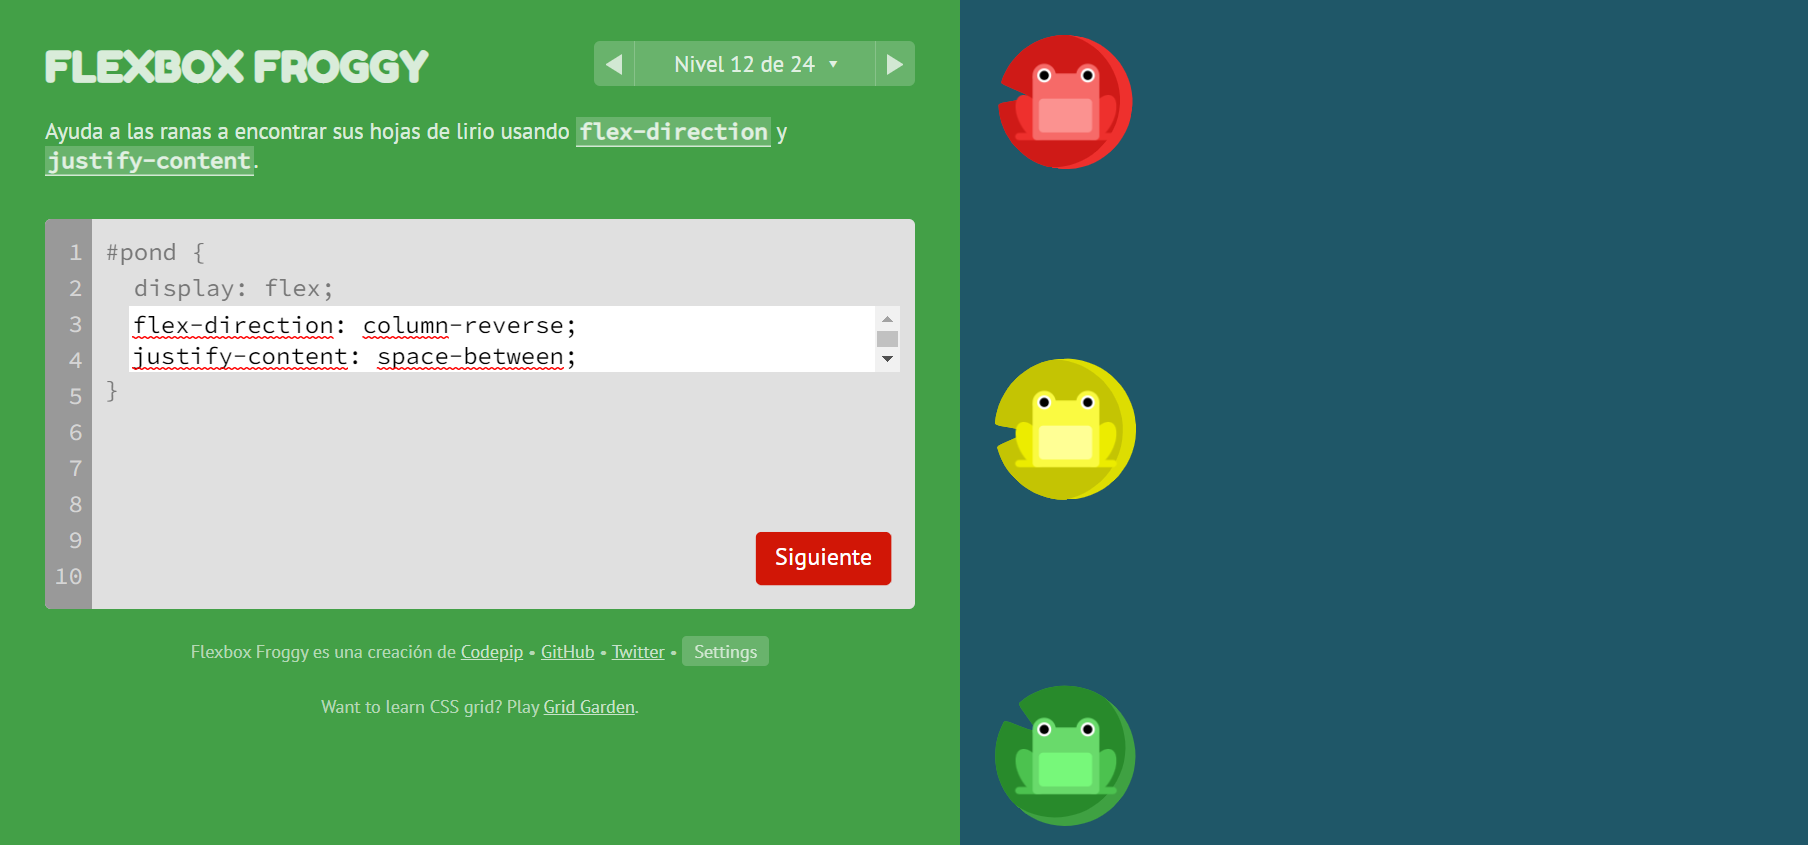 FLEXBOX FROGGY
Nivel 12 de 24
Ayuda a las ranas a encontrar sus hojas de lirio usando flex-direction y
justify-content.
1 #pond {
2 display: flex;
3 flex-direction: column-reverse;
4 justify-content: space-between;
5 }
6
7
8
9
10
Siguiente
Flexbox Froggy es una creación de Codepip • GitHub • Twitter • Settings
Want to learn CSS grid? Play Grid Garden.